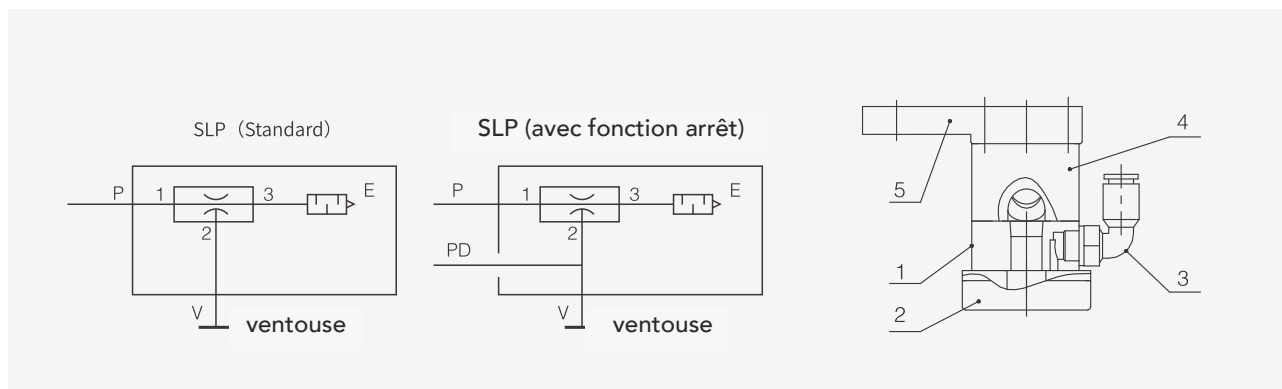 SLP（Standard）
P 1 3 E
2
V
ventouse
SLP (avec fonction arrêt)
P 1 3 E
2
PD
V
ventouse
4
5
1
3
2